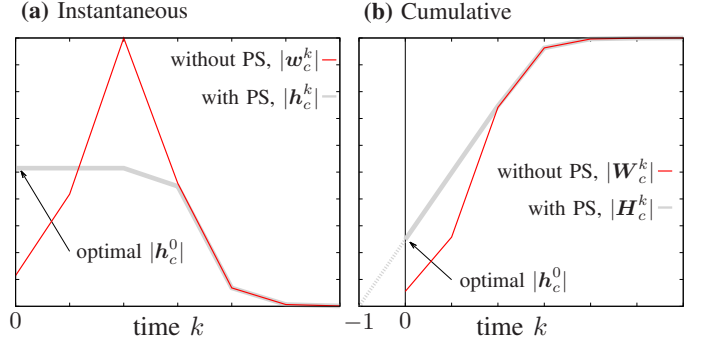 (a) Instantaneous
without PS, |w_c^k|
with PS, |h_c^k|
optimal |h_c^0|
0
time k
(b) Cumulative
without PS, |W_c^k|
with PS, |H_c^k|
optimal |h_c^0|
−1 0
time k